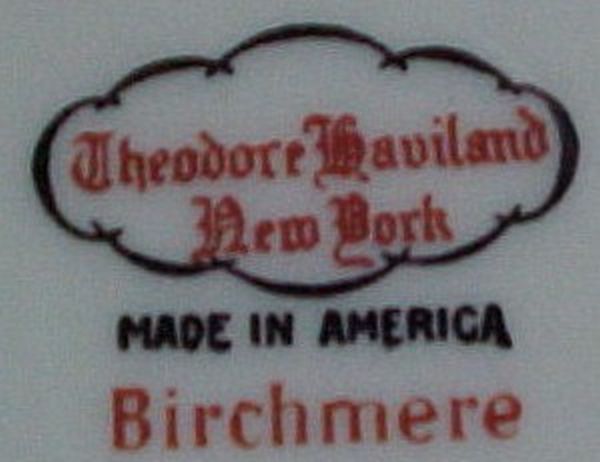 Theodore Haviland
New York
MADE IN AMERICA
Birchmere